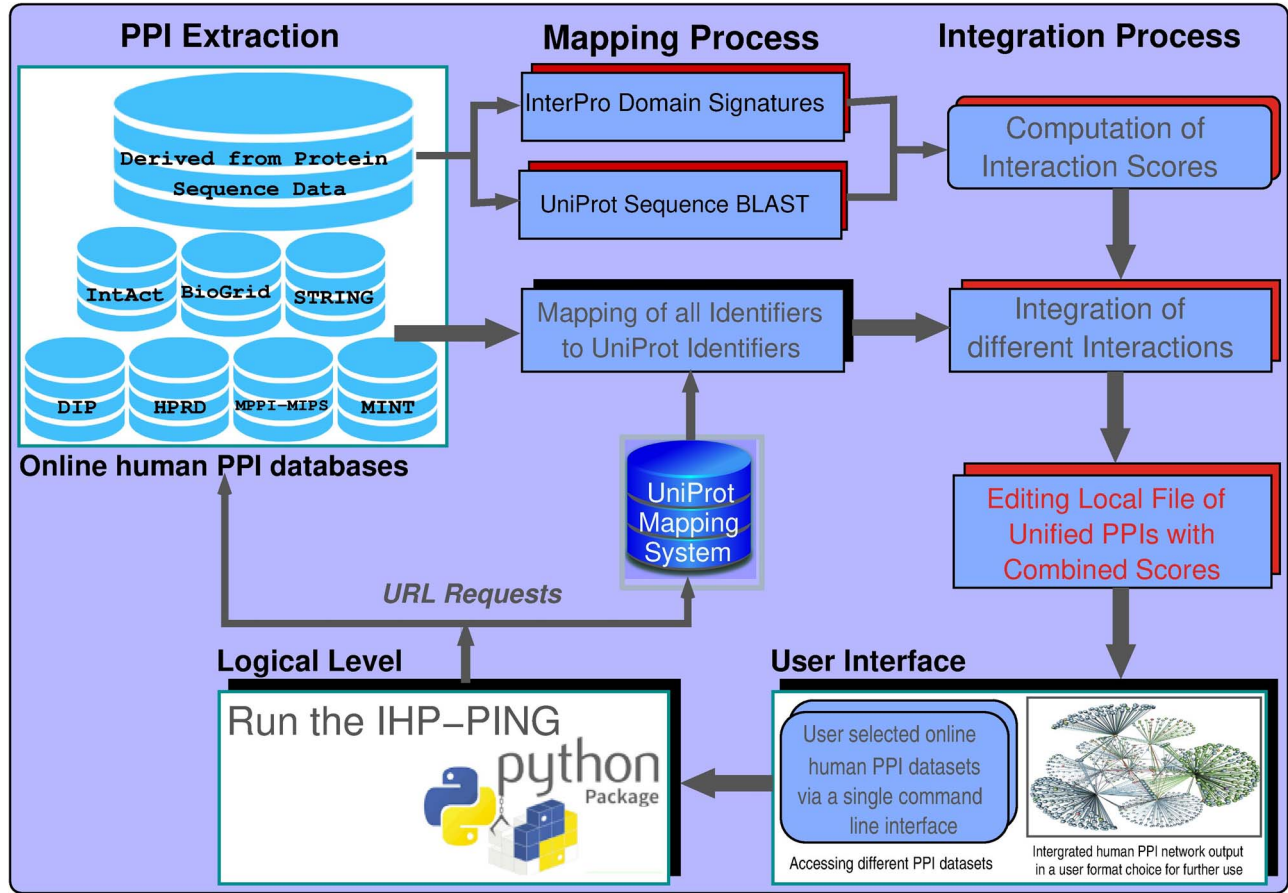 PPI Extraction
Mapping Process
Integration Process
Derived from Protein
Sequence Data
IntAct
BioGrid
STRING
DIP
HPRD
MPPI-MIPS
MINT
Online human PPI databases
InterPro Domain Signatures
UniProt Sequence BLAST
Mapping of all Identifiers
to UniProt Identifiers
UniProt
Mapping
System
Computation of
Interaction Scores
Integration of
different Interactions
Editing Local File of
Unified PPIs with
Combined Scores
URL Requests
Logical Level
Run the IHP-PING
python
Package
User Interface
User selected online
human PPI datasets
via a single command
line interface
Accessing different PPI datasets
Intergrated human PPI network output
in a user format choice for further use